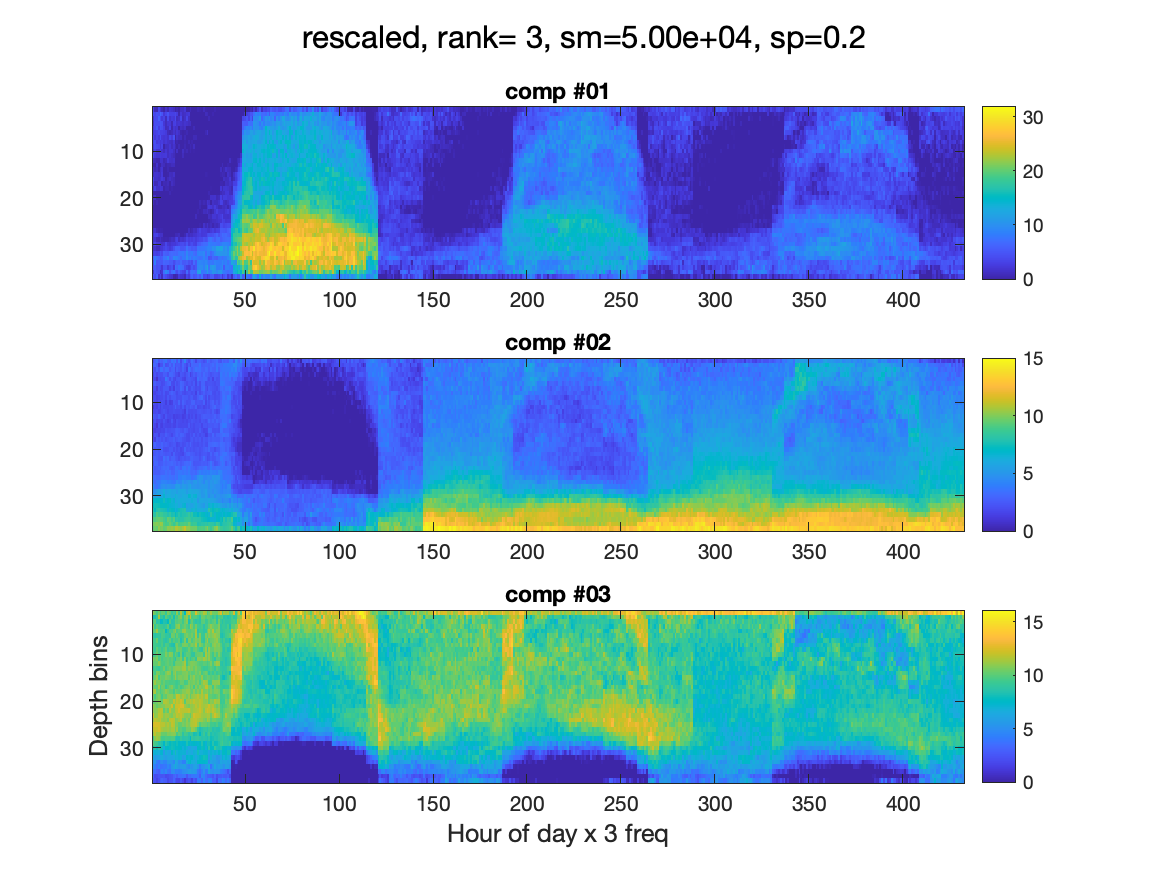 rescaled, rank= 3, sm=5.00e+04, sp=0.2
comp #01
10
20
30
50 100 150 200 250 300 350 400
30
20
10
0
comp #02
10
20
30
50 100 150 200 250 300 350 400
15
10
5
0
comp #03
Depth bins
10
20
30
50 100 150 200 250 300 350 400
15
10
5
0
Hour of day x 3 freq